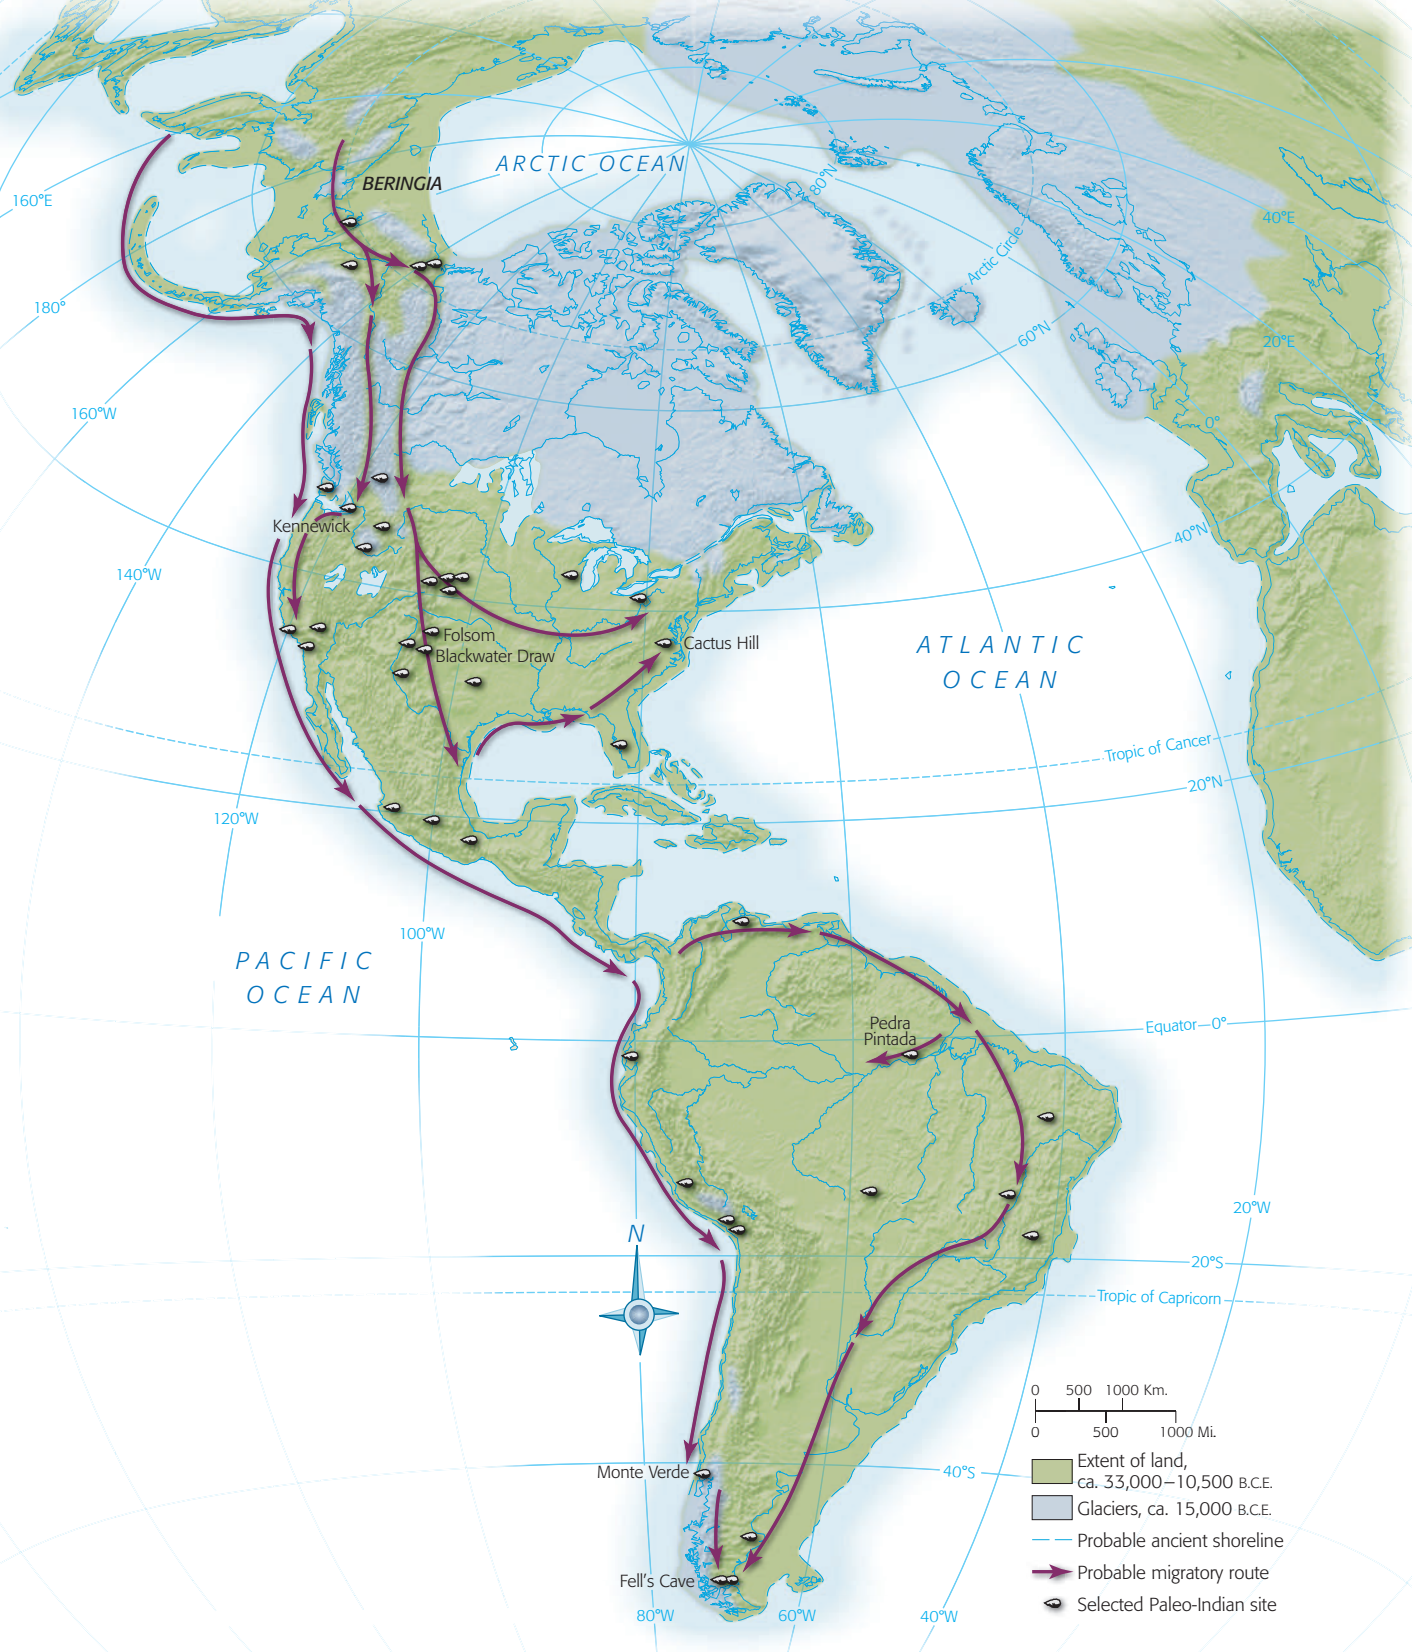 ARCTIC OCEAN
BERINGIA
80°N
160°E
40°E
Arctic Circle
180°
60°N
20°E
160°W
0°
Kennewick
40°N
140°W
Folsom
Blackwater Draw
Cactus Hill
ATLANTIC
OCEAN
Tropic of Cancer
20°N
120°W
100°W
PACIFIC
OCEAN
Pedra
Pintada
Equator
0°
20°W
N
20°S
Tropic of Capricorn
0 500 1000 Km.
0 500 1000 Mi.
Extent of land,
ca. 33,000–10,500 B.C.E.
Glaciers, ca. 15,000 B.C.E.
Probable ancient shoreline
Probable migratory route
Selected Paleo-Indian site
Monte Verde
40°S
Fell's Cave
80°W
60°W
40°W